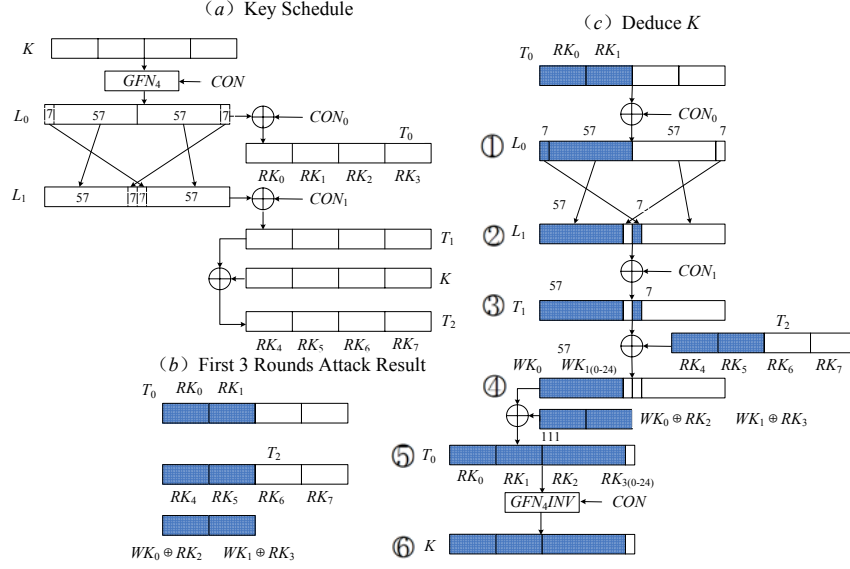 (a) Key Schedule
K
GFN₄ CON
L₀ 7 57 57 7 CON₀
T₀
RK₀ RK₁ RK₂ RK₃
L₁ 57 7 7 57 CON₁
T₁
K
T₂
RK₄ RK₅ RK₆ RK₇
(b) First 3 Rounds Attack Result
T₀ RK₀ RK₁
T₂
RK₄ RK₅ RK₆ RK₇
WK₀ ⊕ RK₂ WK₁ ⊕ RK₃
(c) Deduce K
T₀ RK₀ RK₁
CON₀
7 57 57 7
① L₀
57 7
② L₁
CON₁
57 7
③ T₁
T₂
RK₄ RK₅ RK₆ RK₇
57
WK₀ WK₁₍₀₋₂₄₎
④
WK₀ ⊕ RK₂ WK₁ ⊕ RK₃
111
⑤ T₀
RK₀ RK₁ RK₂ RK₃₍₀₋₂₄₎
GFN₄INV CON
⑥ K